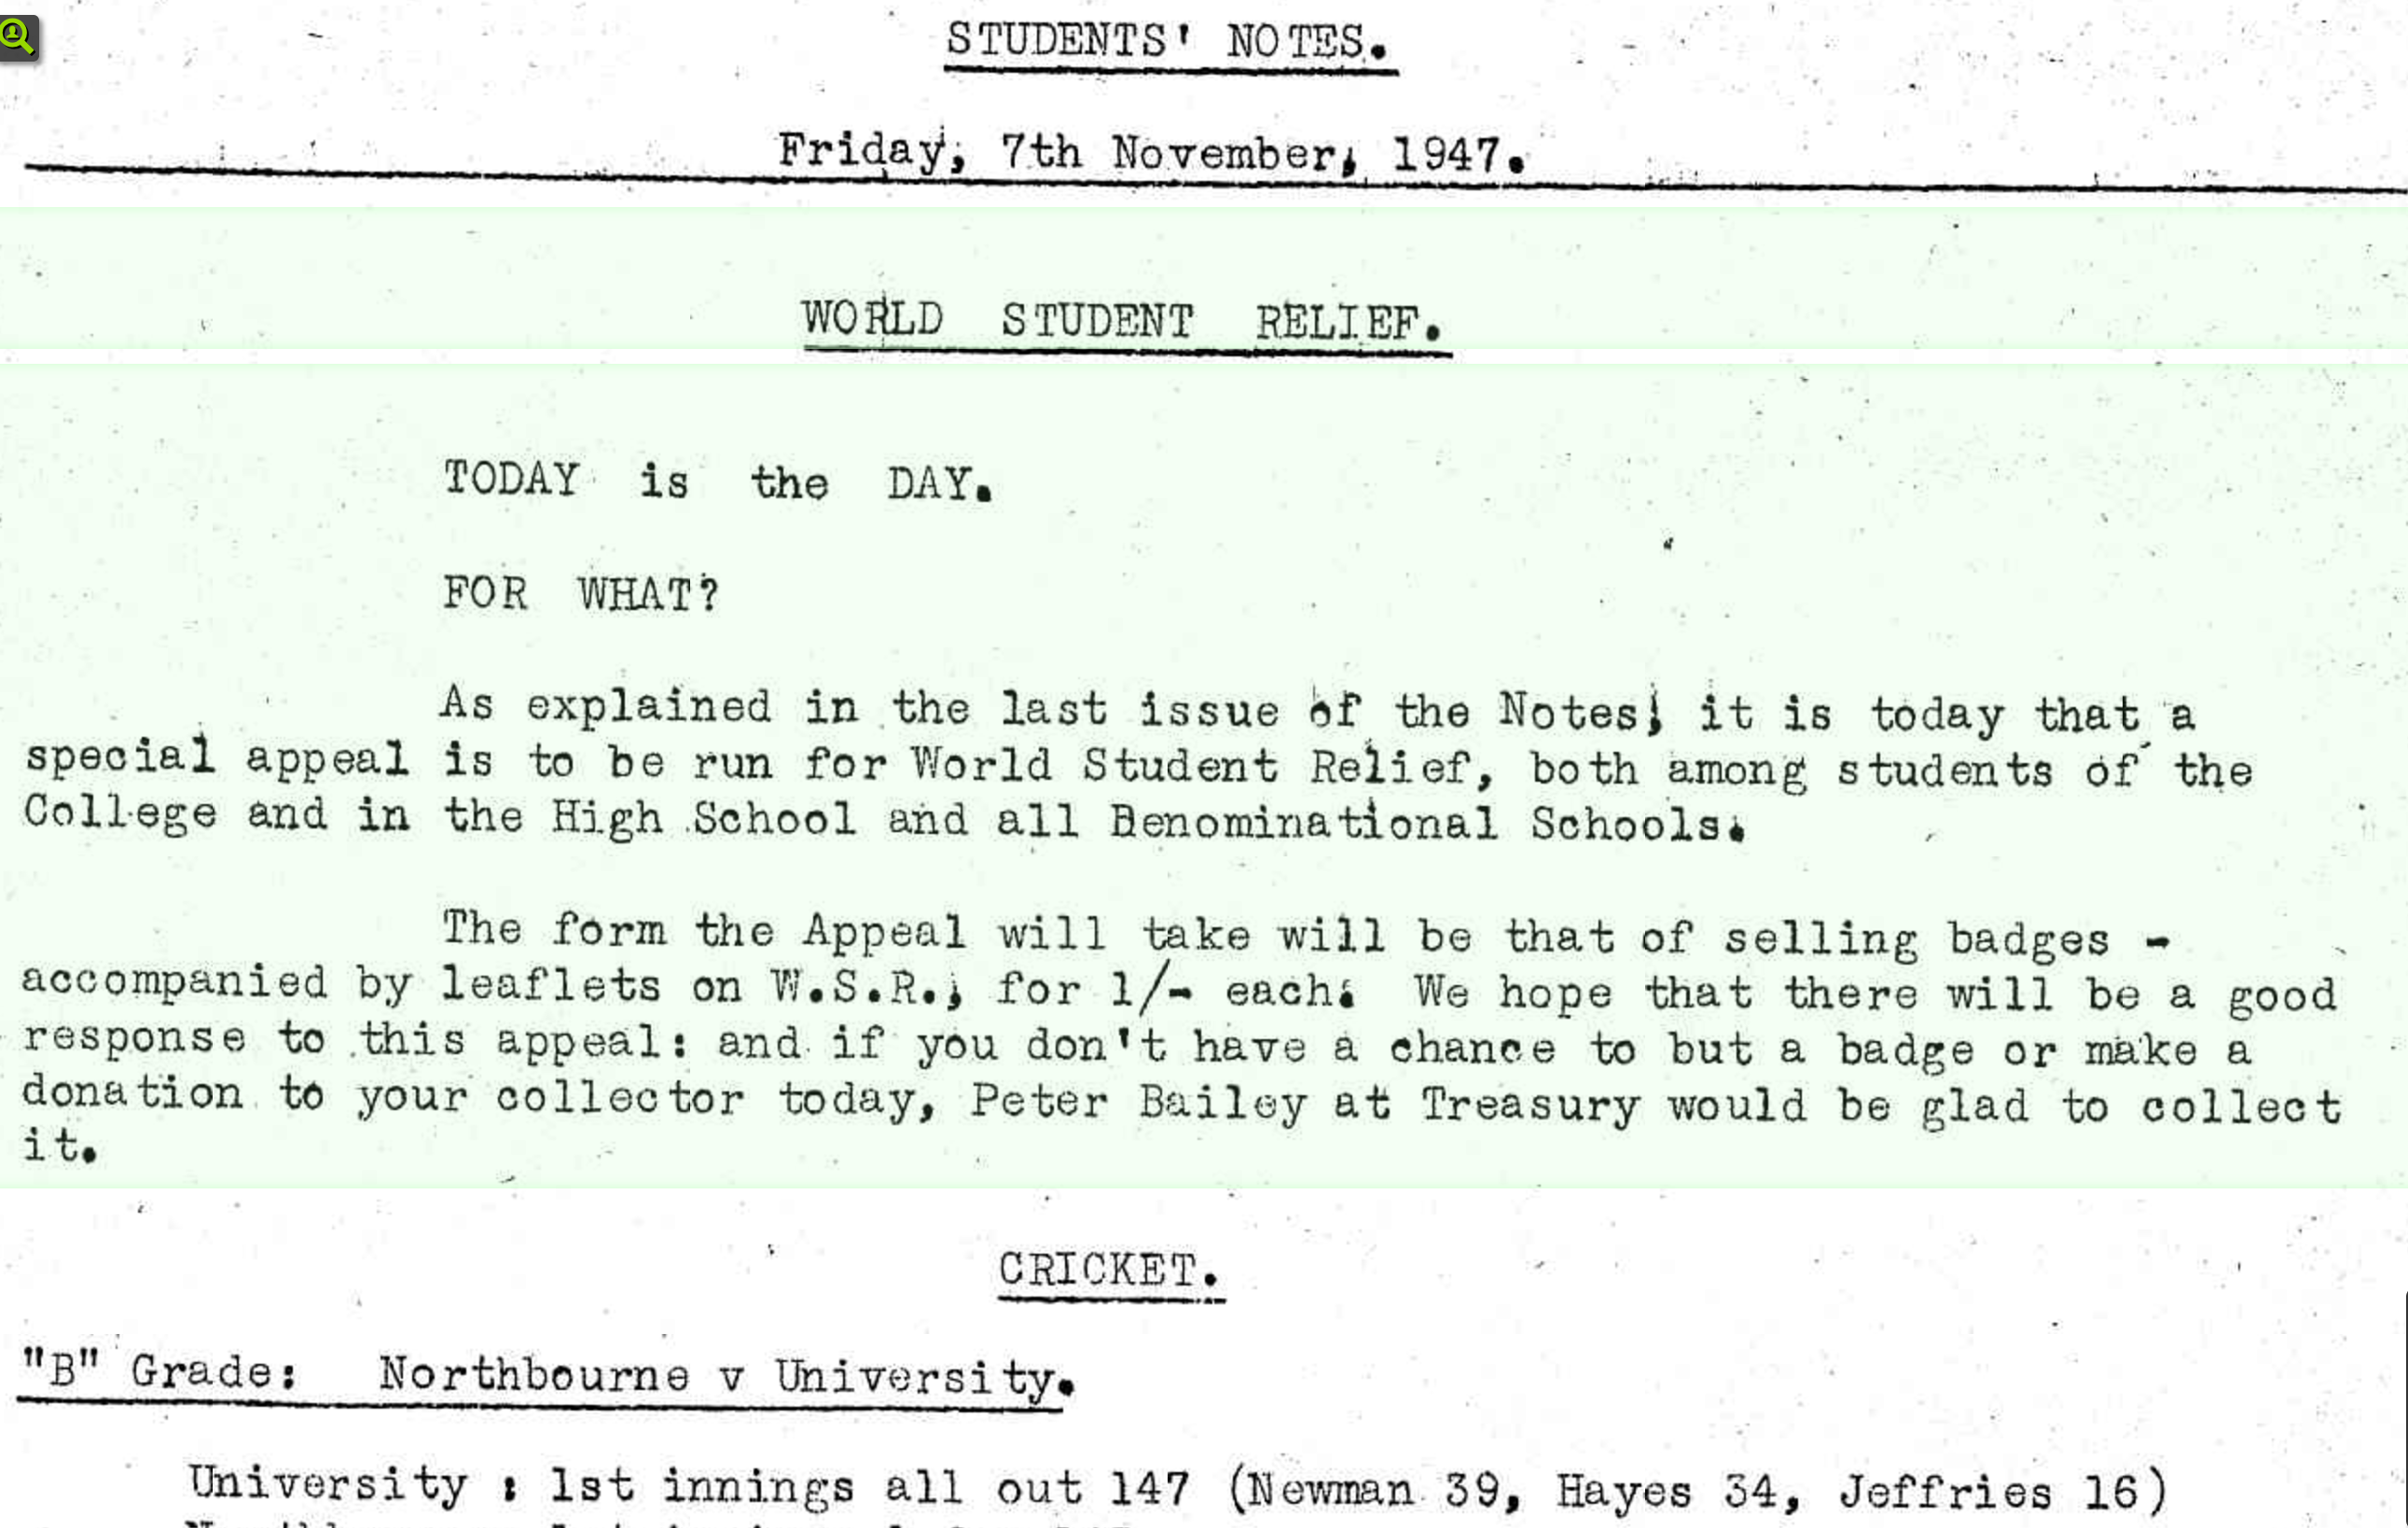 STUDENTS' NOTES.
Friday, 7th November, 1947.
WORLD STUDENT RELIEF.
TODAY is the DAY.
FOR WHAT?
As explained in the last issue of the Notes, it is today that a
special appeal is to be run for World Student Relief, both among students of the
College and in the High School and all Denominational Schools.
The form the Appeal will take will be that of selling badges -
accompanied by leaflets on W.S.R., for 1/- each. We hope that there will be a good
response to this appeal: and if you don't have a chance to but a badge or make a
donation to your collector today, Peter Bailey at Treasury would be glad to collect
it.
CRICKET.
"B" Grade: Northbourne v University.
University : 1st innings all out 147 (Newman 39, Hayes 34, Jeffries 16)